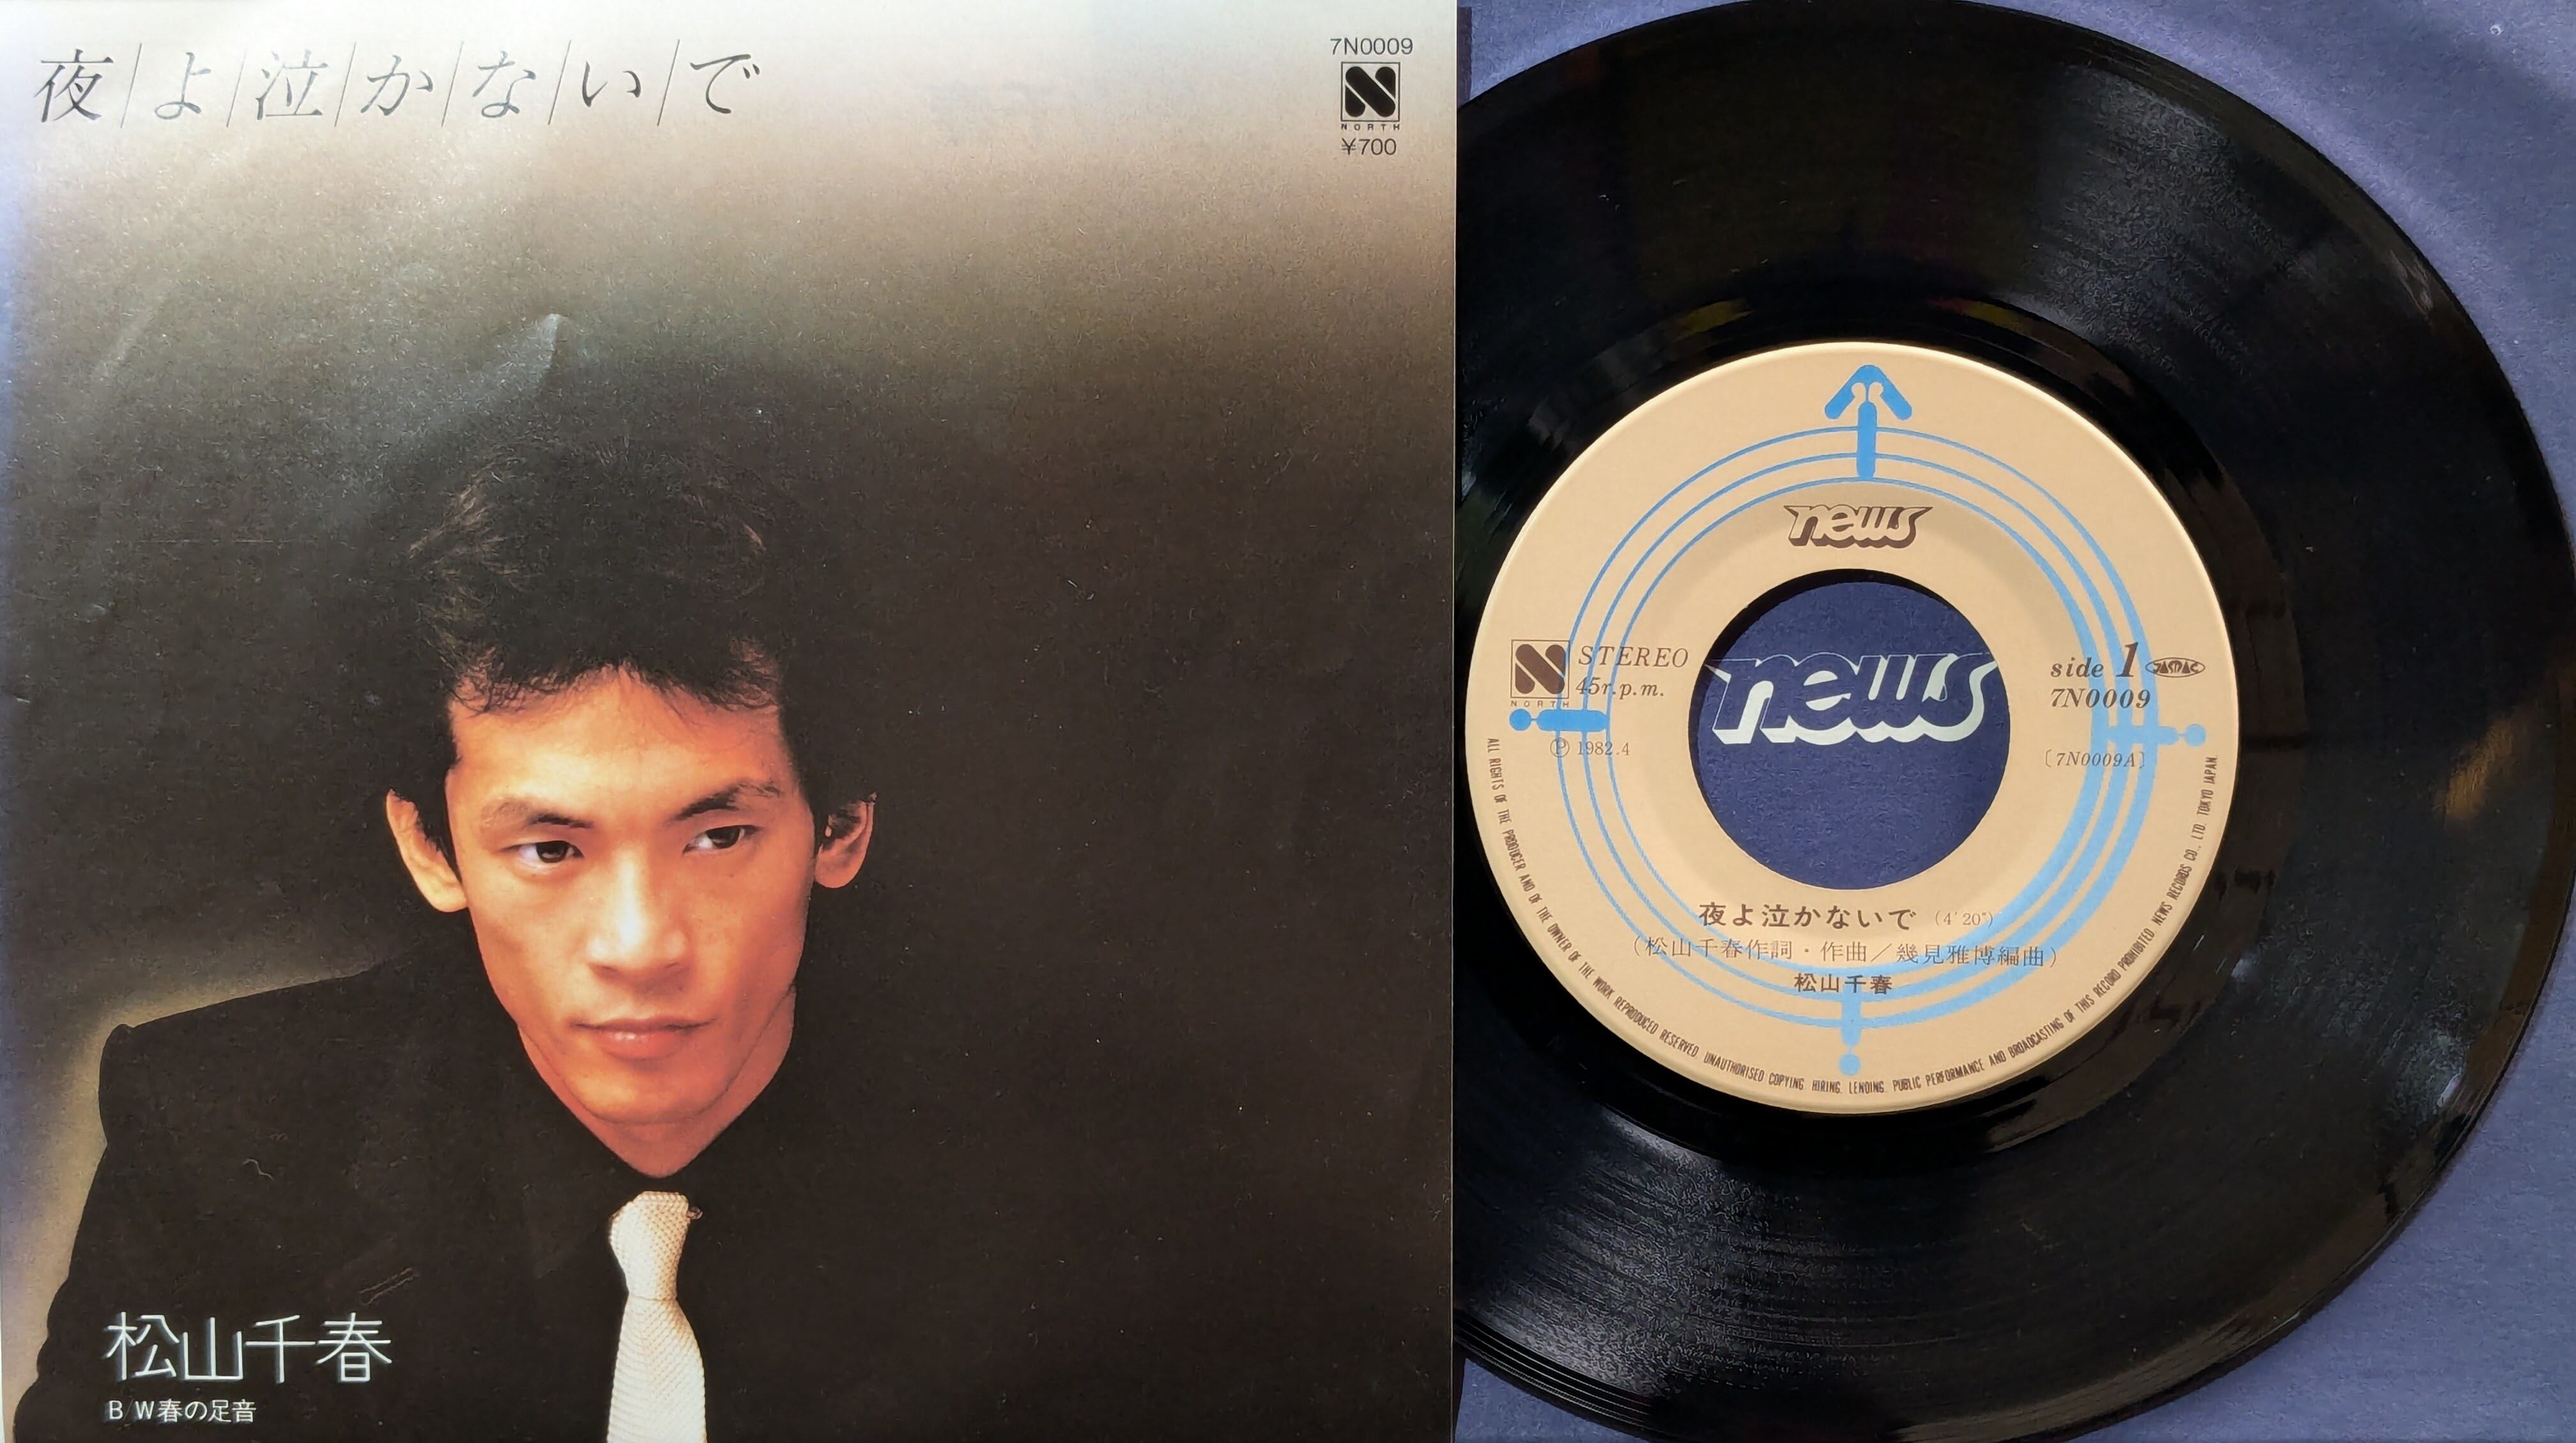 夜/よ/泣/か/な/い/で
7N0009
N
NORTH
¥700
松山千春
B/W春の足音
news
news
N
NORTH
STEREO
45r.p.m.
Ⓟ 1982.4
side 1 JASRAC
7N0009
〔7N0009A〕
夜よ泣かないで (4'20")
(松山千春作詞・作曲／幾見雅博編曲)
松山千春
ALL RIGHTS OF THE PRODUCER AND OF THE OWNER OF THE WORK REPRODUCED RESERVED. UNAUTHORISED COPYING. HIRING. LENDING. PUBLIC PERFORMANCE AND BROADCASTING OF THIS RECORD PROHIBITED NEWS RECORDS CO., LTD. TOKYO JAPAN